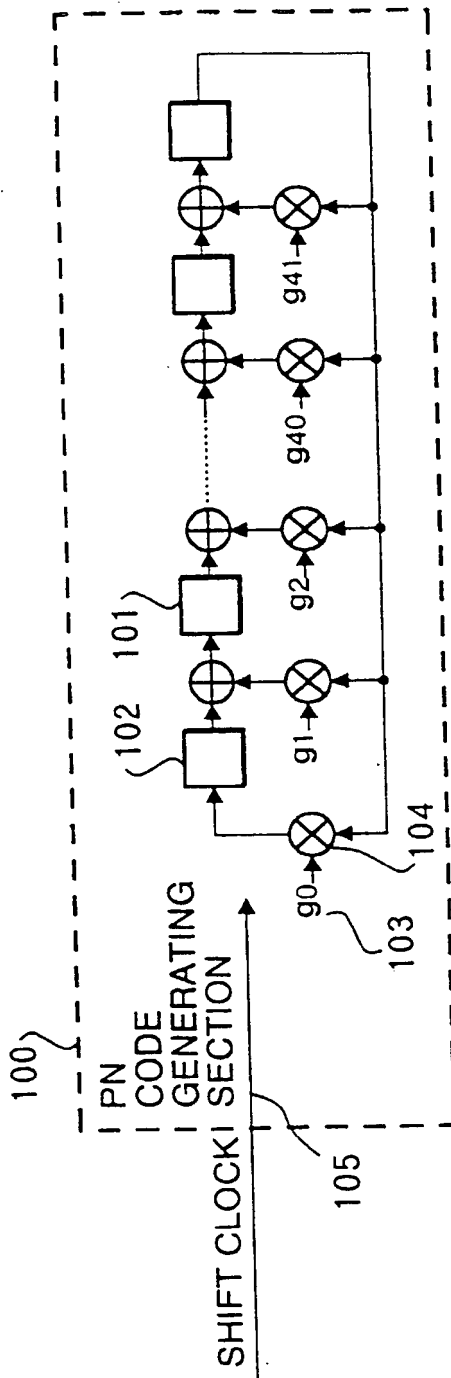 100
PN
CODE
GENERATING
SECTION
SHIFT CLOCK
105
102
101
g0
g1
g2
g40
g41
103
104